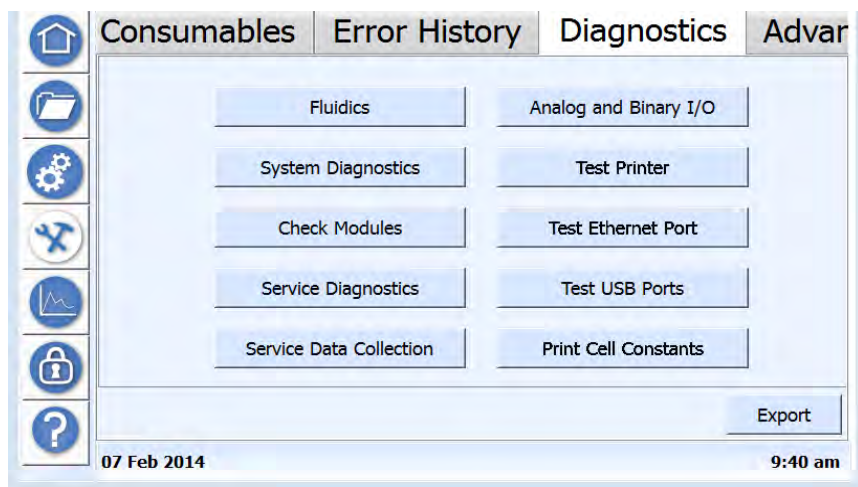 Consumables Error History Diagnostics Advan
Fluidics Analog and Binary I/O
System Diagnostics Test Printer
Check Modules Test Ethernet Port
Service Diagnostics Test USB Ports
Service Data Collection Print Cell Constants
Export
07 Feb 2014 9:40 am